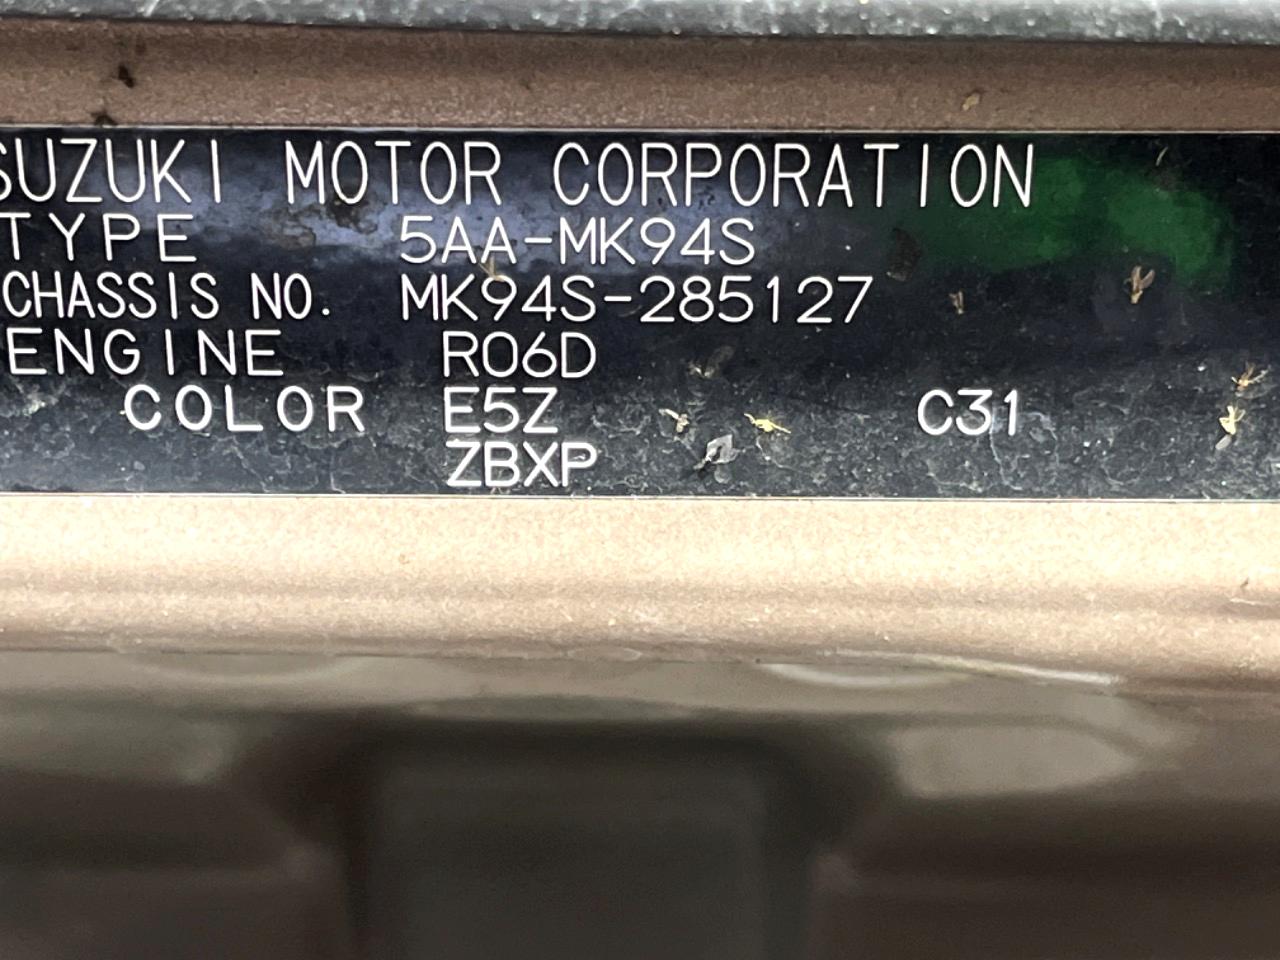 SUZUKI MOTOR CORPORATION
TYPE 5AA-MK94S
CHASSIS NO. MK94S-285127
ENGINE R06D
COLOR E5Z C31
ZBXP